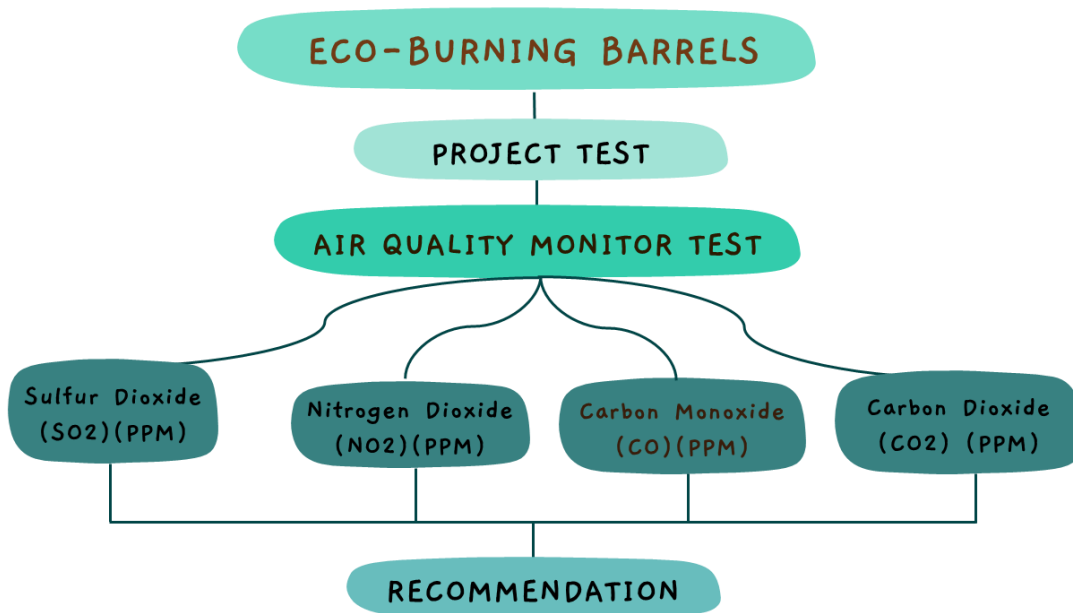 ECO-BURNING BARRELS
PROJECT TEST
AIR QUALITY MONITOR TEST
Sulfur Dioxide
(SO2)(PPM)
Nitrogen Dioxide
(NO2)(PPM)
Carbon Monoxide
(CO)(PPM)
Carbon Dioxide
(CO2) (PPM)
RECOMMENDATION